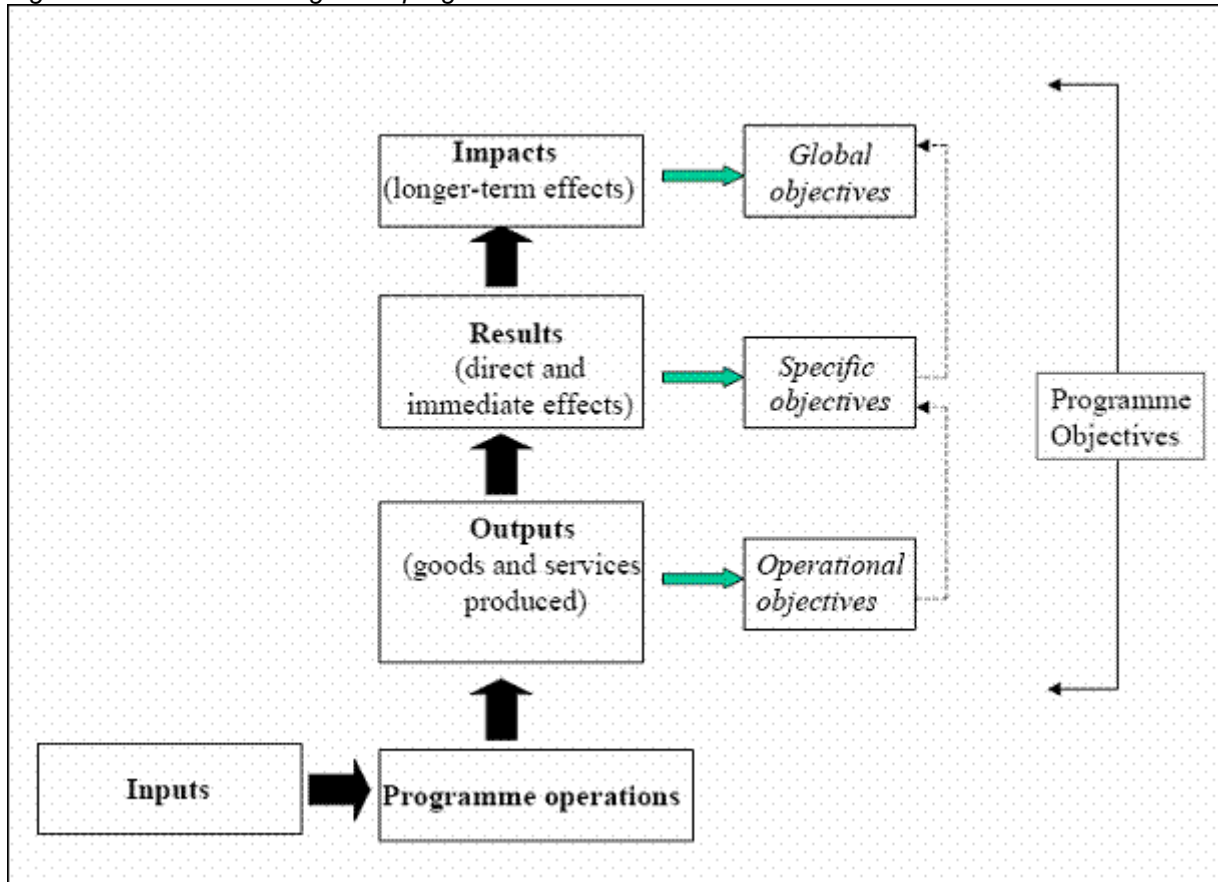 Impacts
(longer-term effects)
Global
objectives
Results
(direct and
immediate effects)
Specific
objectives
Programme
Objectives
Outputs
(goods and services
produced)
Operational
objectives
Inputs
Programme operations